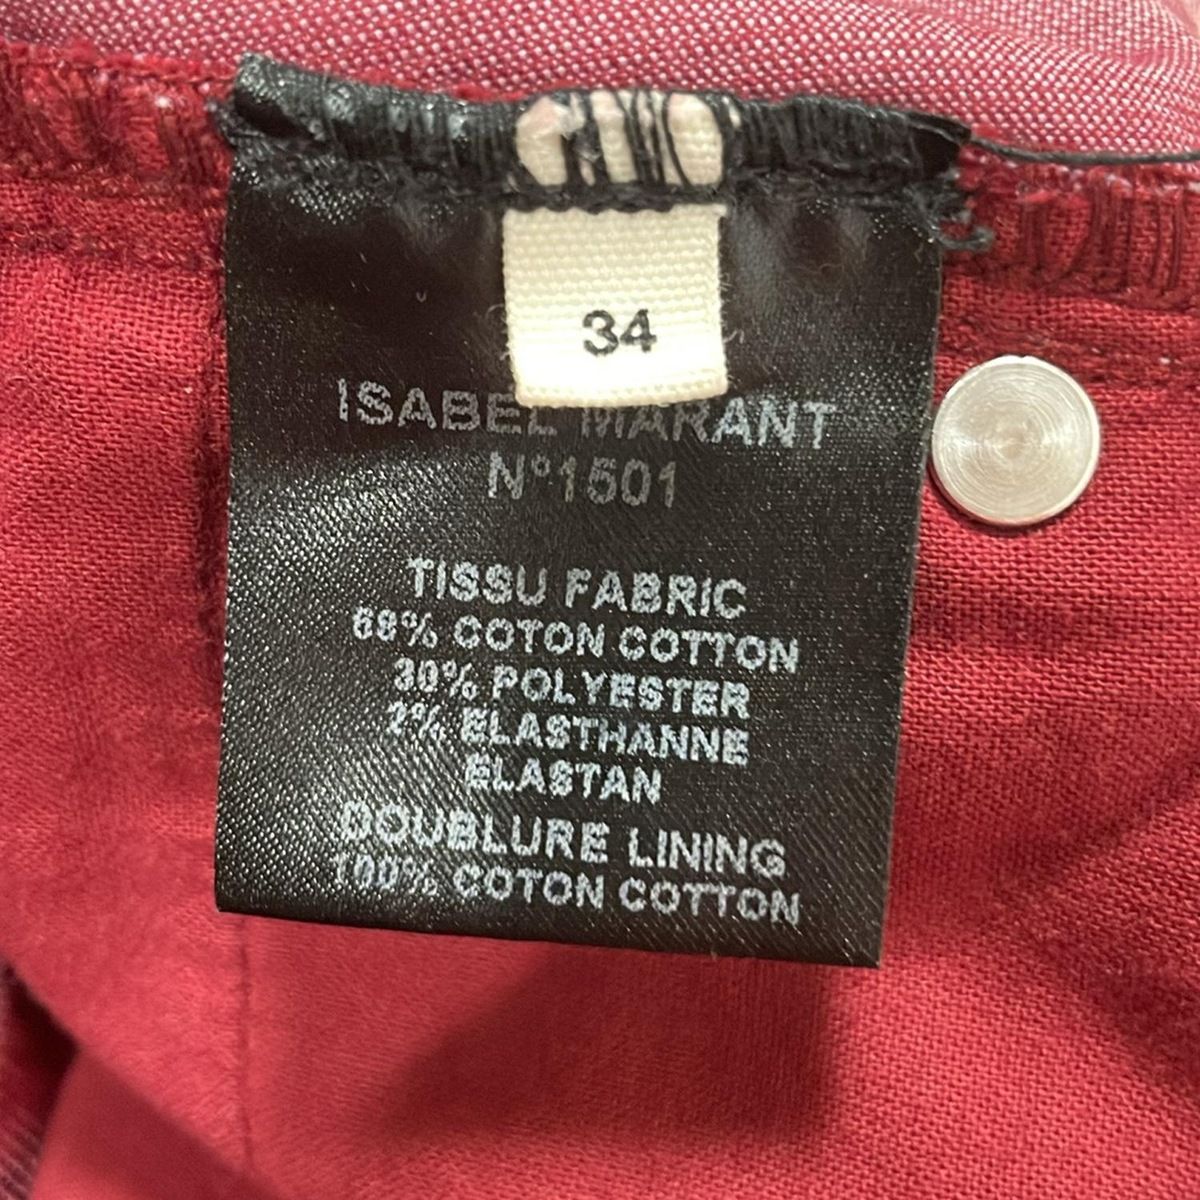 34
ISABEL MARANT
N°1501
TISSU FABRIC
68% COTON COTTON
30% POLYESTER
2% ELASTHANNE
ELASTAN
DOUBLURE LINING
100% COTON COTTON